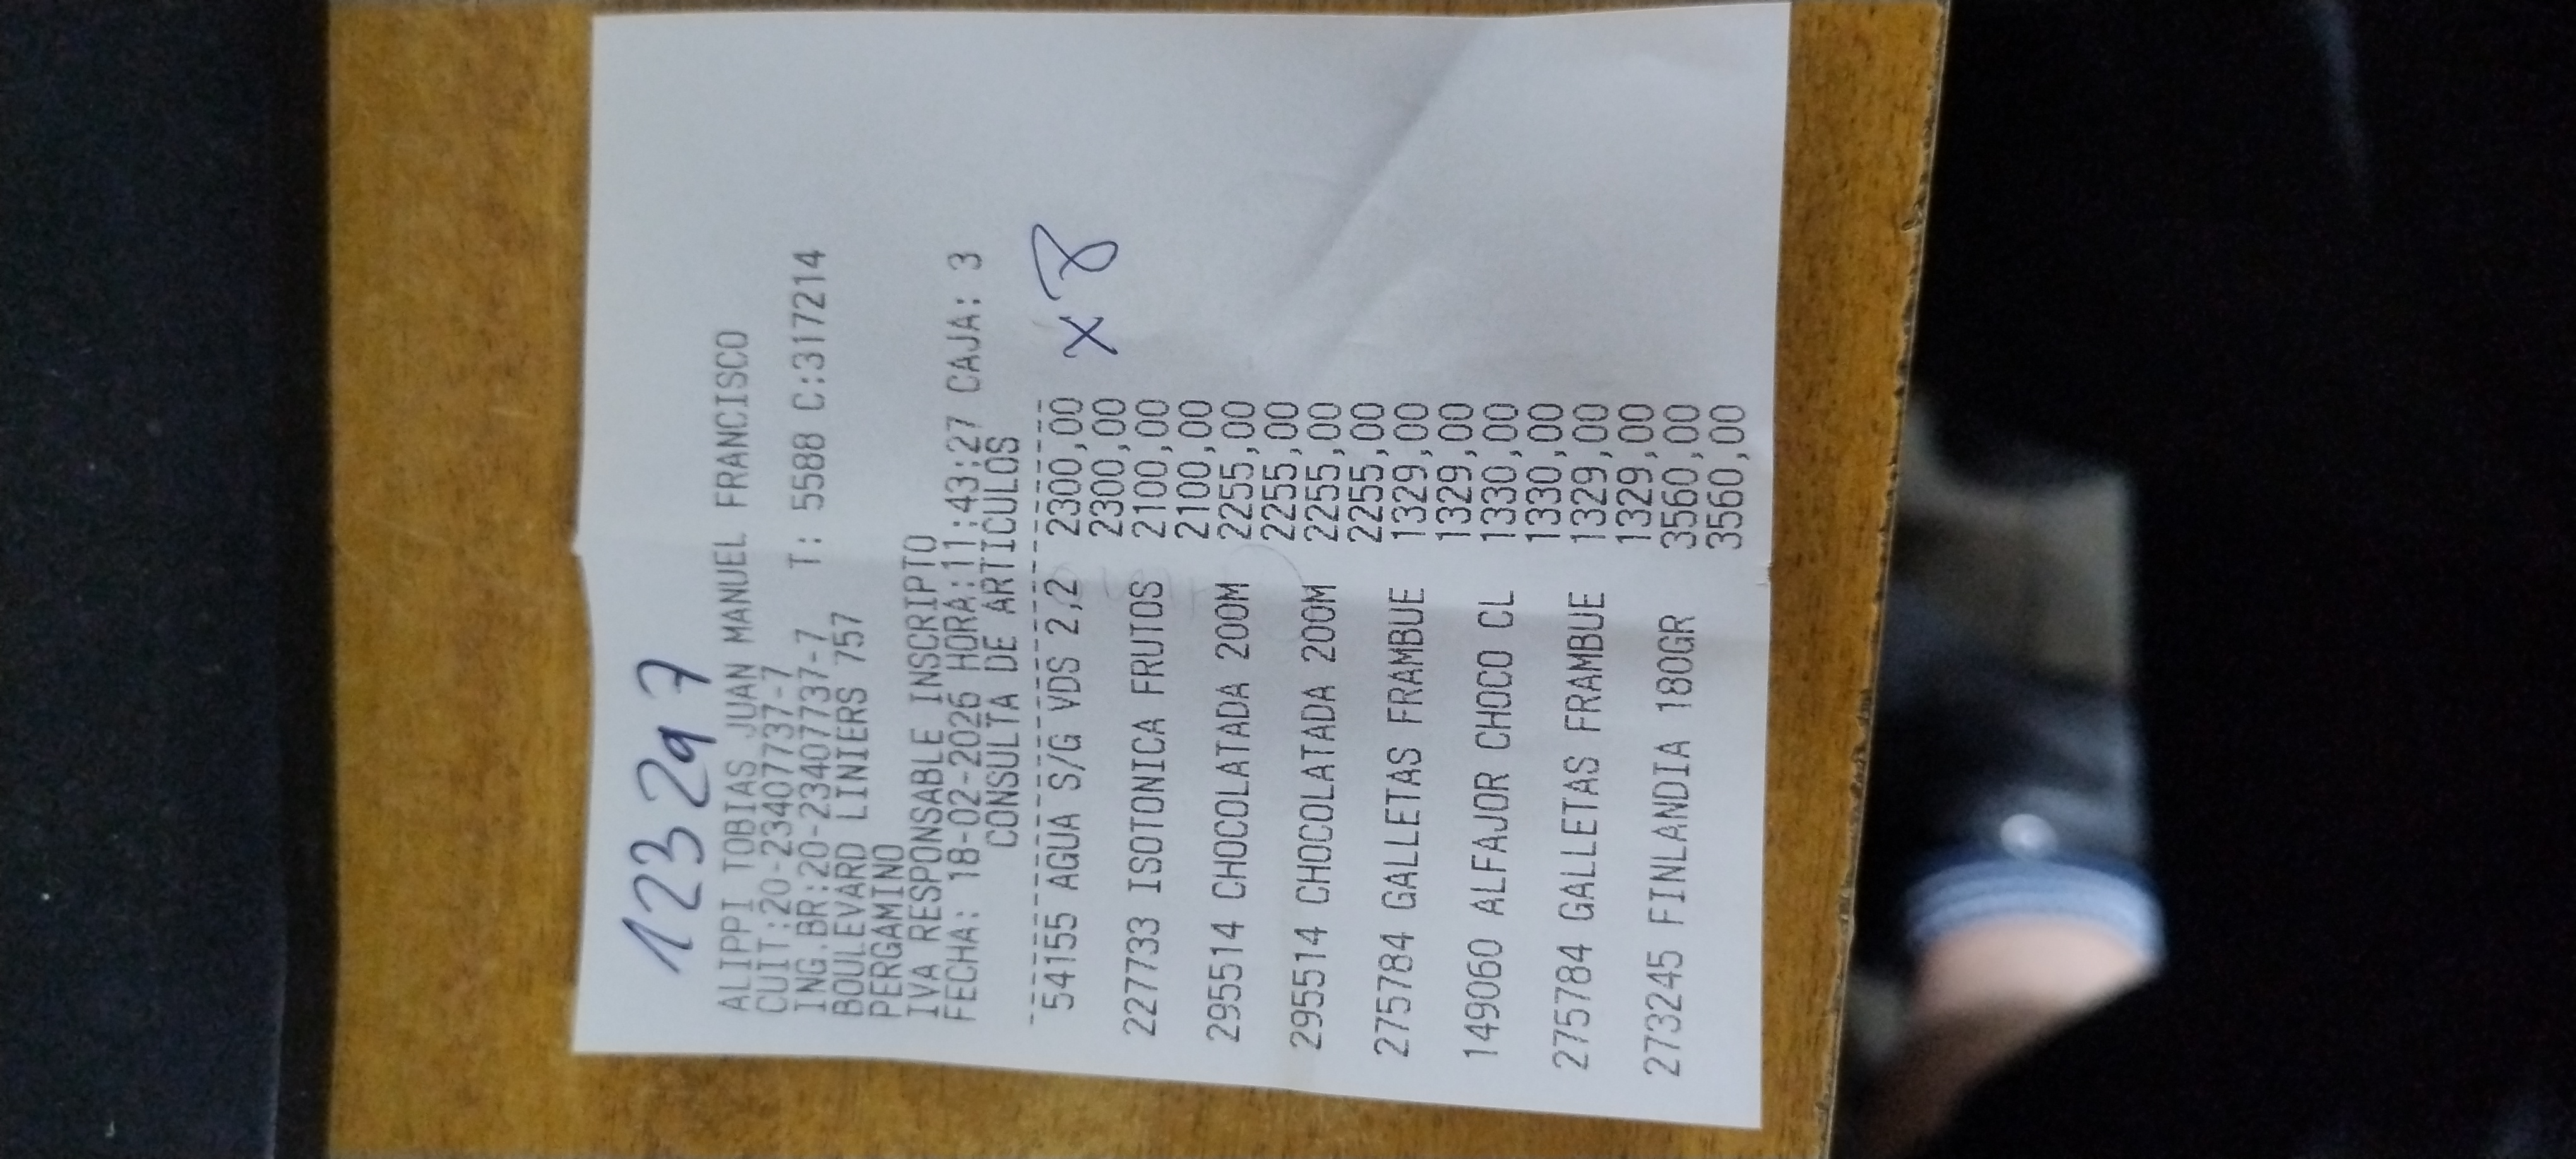 123297
ALIPPI TOBIAS JUAN MANUEL FRANCISCO
CUIT:20-23407737-7
ING.BR:20-23407737-7 T: 5588 C:317214
BOULEVARD LINIERS 757
PERGAMINO
IVA RESPONSABLE INSCRIPTO
FECHA: 18-02-2026 HORA:11:43:27 CAJA: 3
CONSULTA DE ARTICULOS
54155 AGUA S/G VDS 2,2 2300,00 x8
2300,00
227733 ISOTONICA FRUTOS 2100,00
2100,00
295514 CHOCOLATADA 200M 2255,00
2255,00
295514 CHOCOLATADA 200M 2255,00
2255,00
275784 GALLETAS FRAMBUE 1329,00
1329,00
149060 ALFAJOR CHOCO CL 1330,00
1330,00
275784 GALLETAS FRAMBUE 1329,00
1329,00
273245 FINLANDIA 180GR 3560,00
3560,00